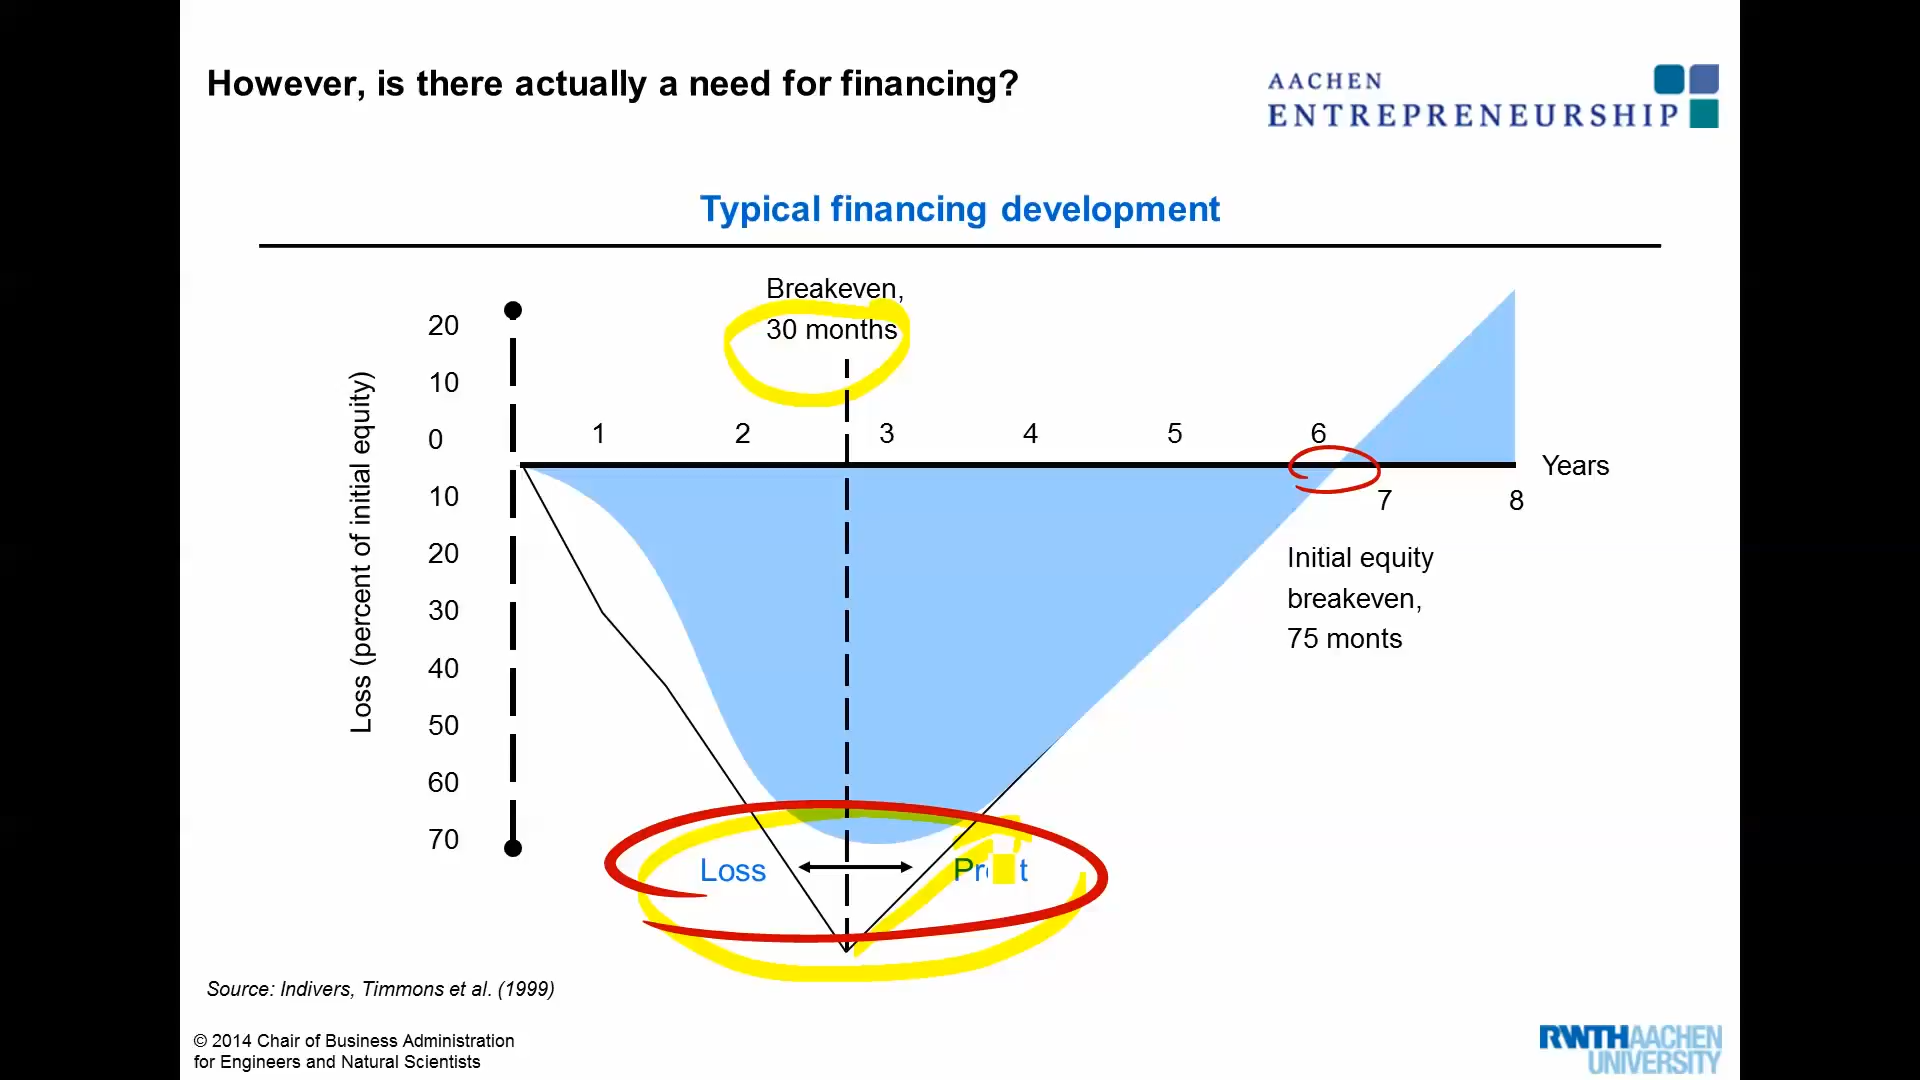 However, is there actually a need for financing?
AACHEN
ENTREPRENEURSHIP
Typical financing development
Breakeven,
30 months
Loss (percent of initial equity)
20
10
0
10
20
30
40
50
60
70
1 2 3 4 5 6
7 8
Years
Initial equity
breakeven,
75 monts
Loss
Source: Indivers, Timmons et al. (1999)
© 2014 Chair of Business Administration
for Engineers and Natural Scientists
RWTHAACHEN
UNIVERSITY